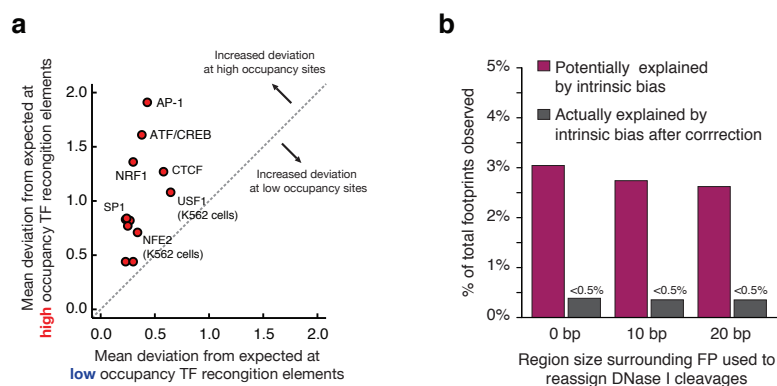 a
Mean deviation from expected at
high occupancy TF recongition elements
2.0
1.5
1.0
0.5
0.0
0.0 0.5 1.0 1.5 2.0
Mean deviation from expected at
low occupancy TF recongition elements
Increased deviation
at high occupancy sites
Increased deviation
at low occupancy sites
AP-1
ATF/CREB
NRF1
CTCF
USF1
(K562 cells)
SP1
NFE2
(K562 cells)
b
% of total footprints observed
5%
4%
3%
2%
1%
0%
Potentially explained
by intrinsic bias
Actually explained by
intrinsic bias after corrrection
<0.5% <0.5% <0.5%
0 bp 10 bp 20 bp
Region size surrounding FP used to
reassign DNase I cleavages